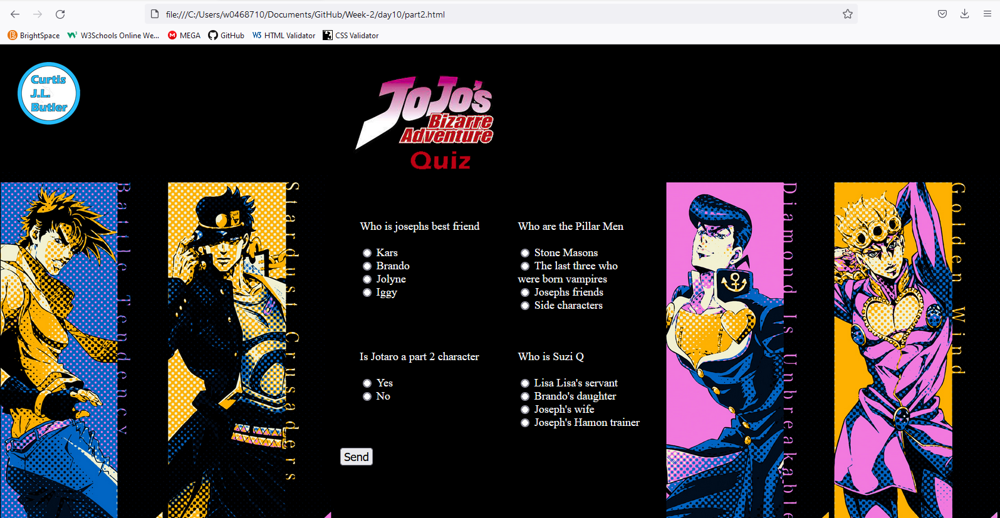 file:///C:/Users/w0468710/Documents/GitHub/Week-2/day10/part2.html
BrightSpace
W3Schools Online We...
MEGA
GitHub
W3 HTML Validator
CSS Validator
Curtis
J.L.
Butler
JoJo's
Bizarre
Adventure
Quiz
Battle Tendency
Stardust Crusaders
Who is josephs best friend
Kars
Brando
Jolyne
Iggy
Who are the Pillar Men
Stone Masons
The last three who
were born vampires
Josephs friends
Side characters
Is Jotaro a part 2 character
Yes
No
Who is Suzi Q
Lisa Lisa's servant
Brando's daughter
Joseph's wife
Joseph's Hamon trainer
Send
Diamond Is Unbreakable
Golden Wind